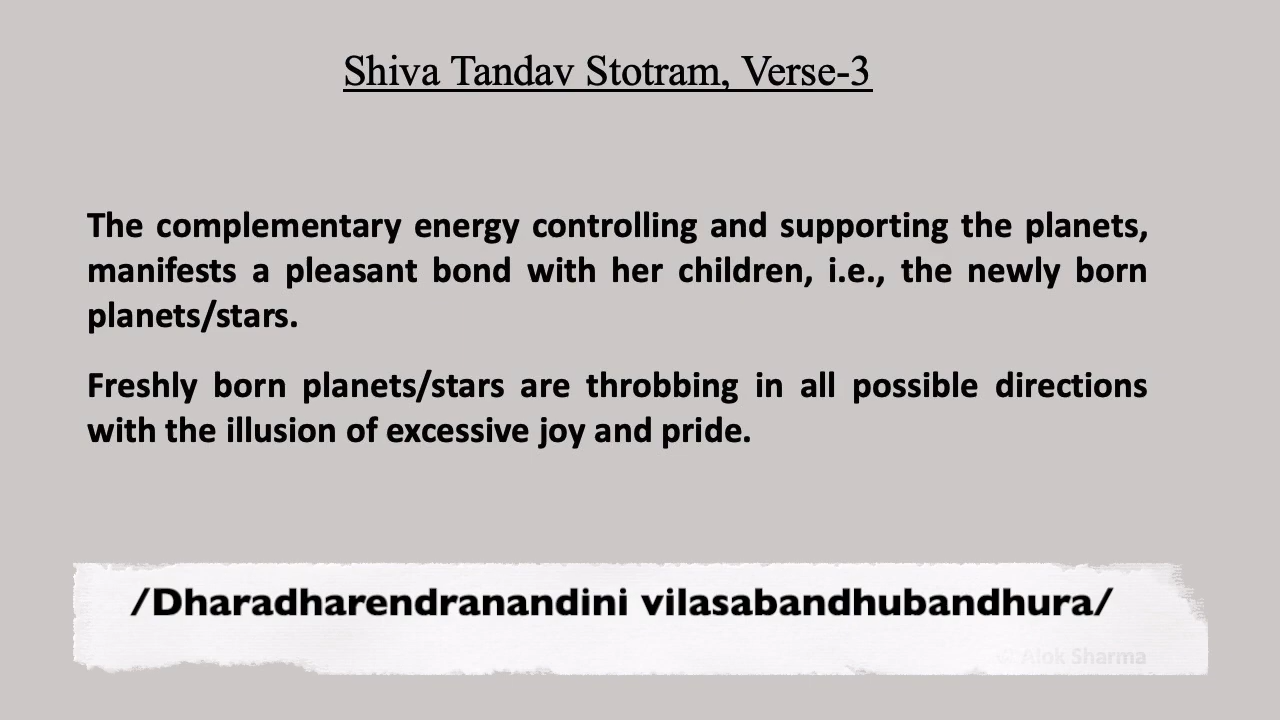 Shiva Tandav Stotram, Verse-3
The complementary energy controlling and supporting the planets,
manifests a pleasant bond with her children, i.e., the newly born
planets/stars.
Freshly born planets/stars are throbbing in all possible directions
with the illusion of excessive joy and pride.
/Dharadharendranandini vilasabandhubandhura/
© Alok Sharma